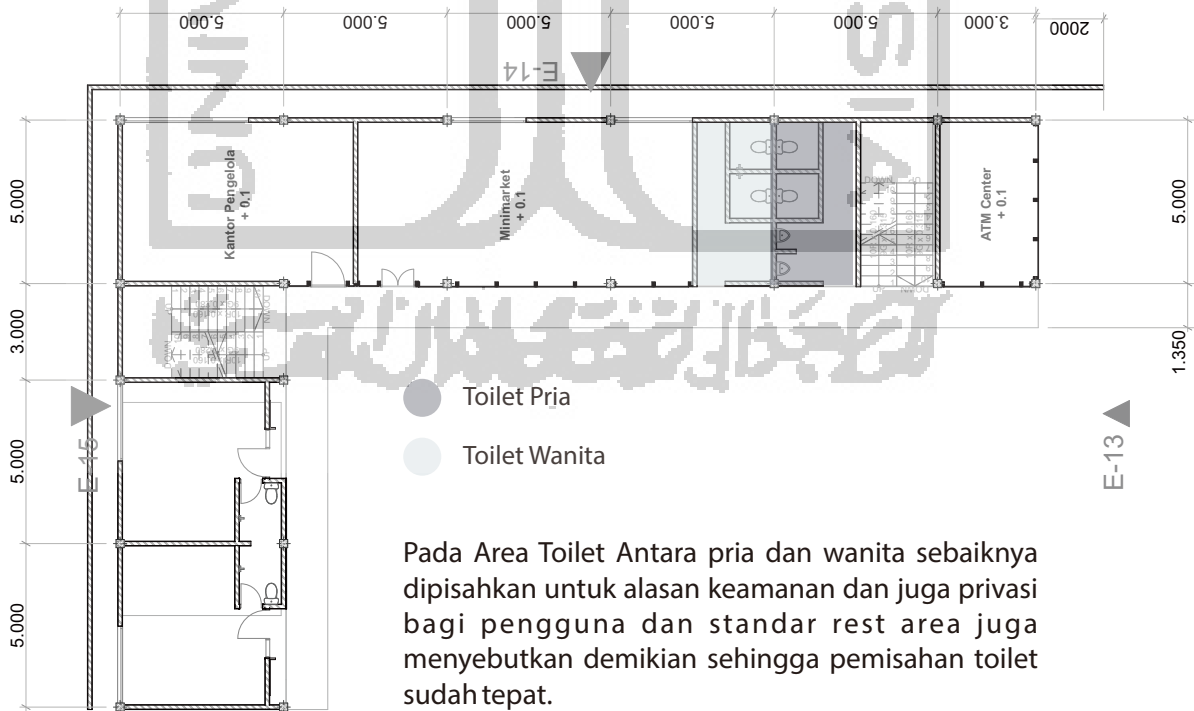 5.000
5.000
5.000
5.000
5.000
3.000
2000
E-14
5.000
Kantor Pengelola
+ 0.1
Minimarket
+ 0.1
ATM Center
+ 0.1
5.000
3.000
1.350
Toilet Pria
Toilet Wanita
5.000
E-15
E-13
5.000
Pada Area Toilet Antara pria dan wanita sebaiknya
dipisahkan untuk alasan keamanan dan juga privasi
bagi pengguna dan standar rest area juga
menyebutkan demikian sehingga pemisahan toilet
sudah tepat.